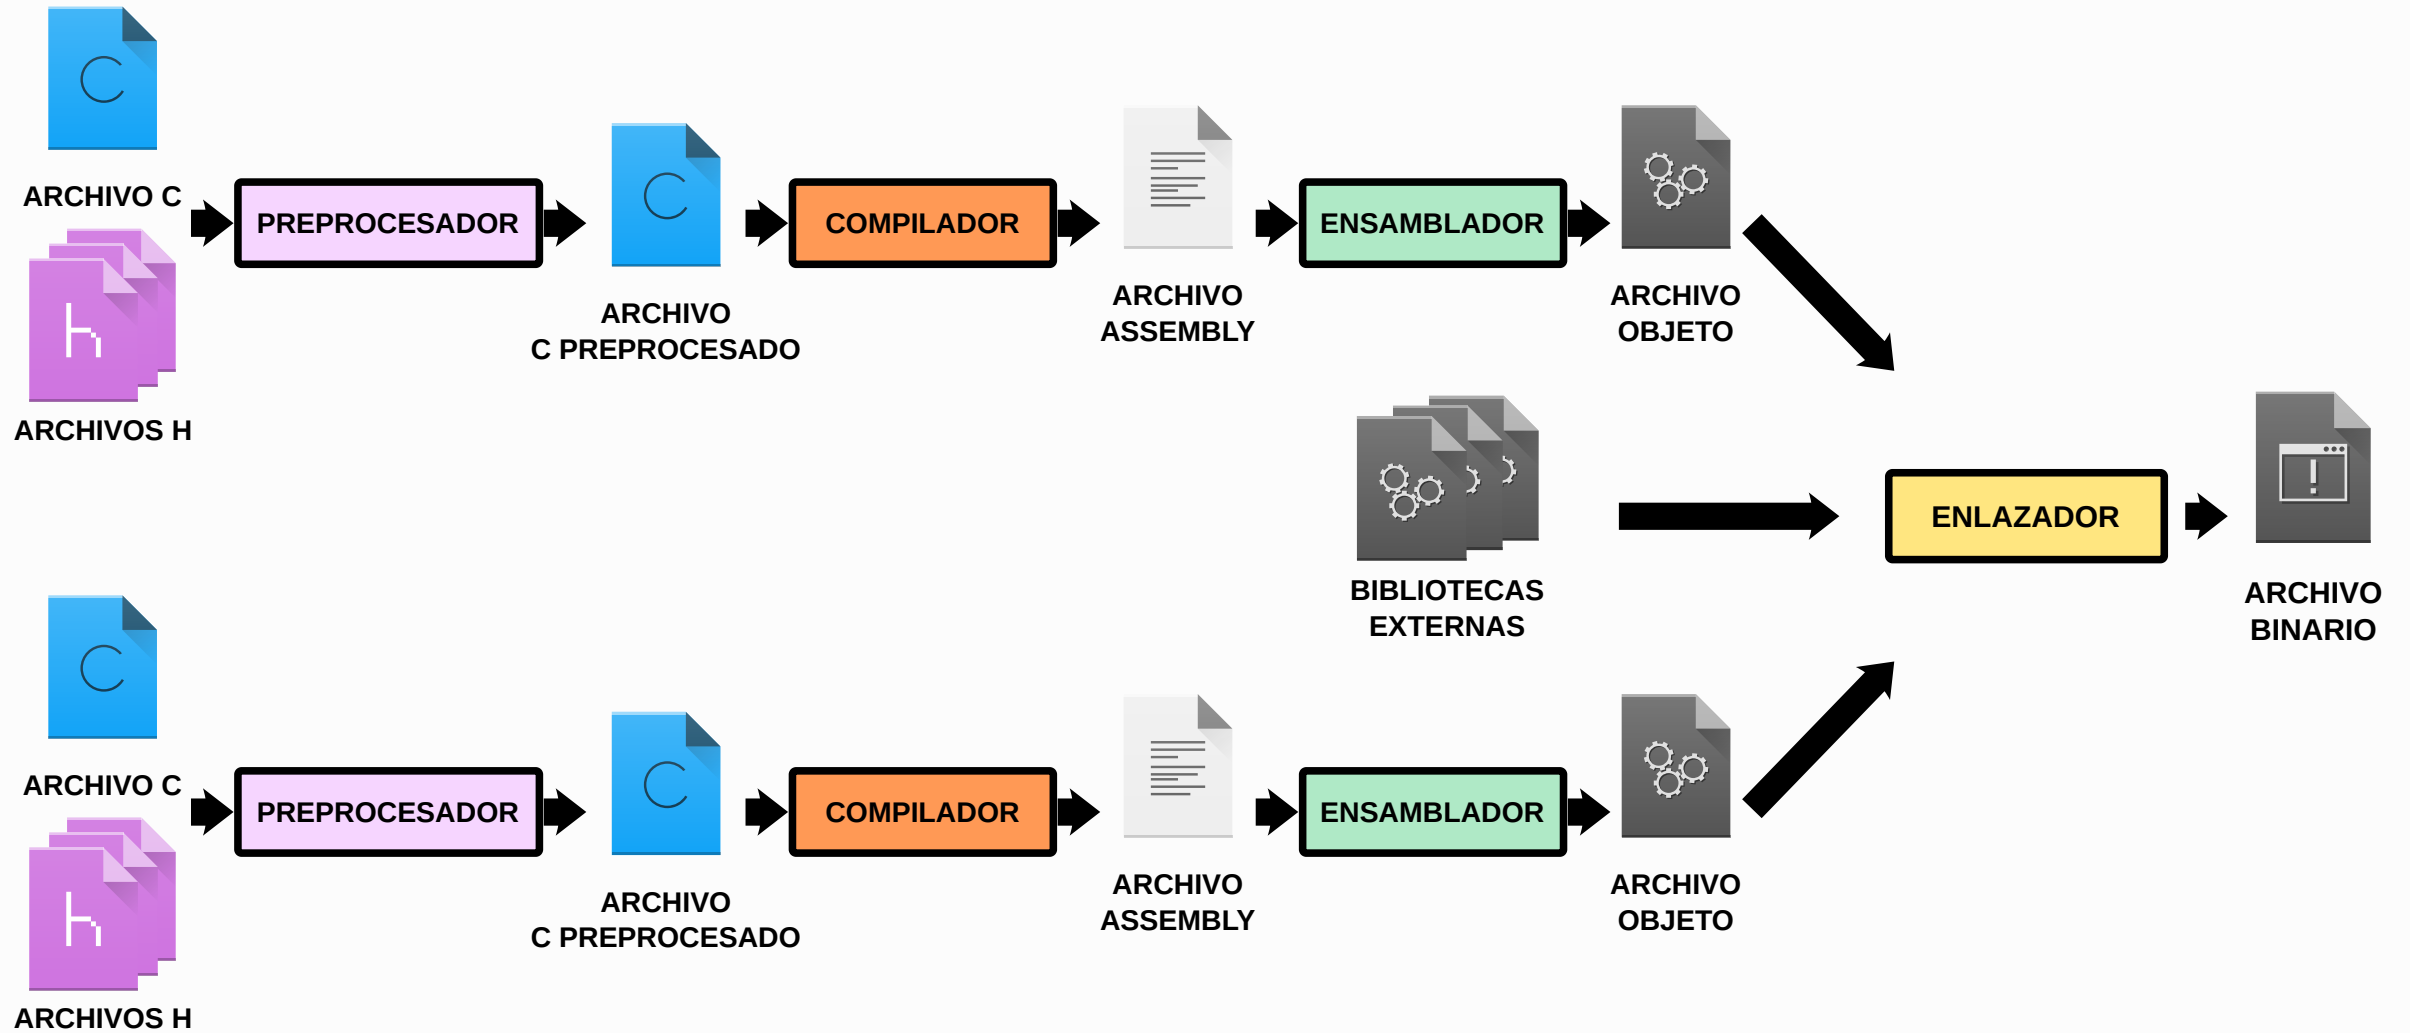 C
ARCHIVO C
h
ARCHIVOS H
PREPROCESADOR
C
ARCHIVO
C PREPROCESADO
COMPILADOR
ARCHIVO
ASSEMBLY
ENSAMBLADOR
ARCHIVO
OBJETO
BIBLIOTECAS
EXTERNAS
ENLAZADOR
!
ARCHIVO
BINARIO
C
ARCHIVO C
h
ARCHIVOS H
PREPROCESADOR
C
ARCHIVO
C PREPROCESADO
COMPILADOR
ARCHIVO
ASSEMBLY
ENSAMBLADOR
ARCHIVO
OBJETO